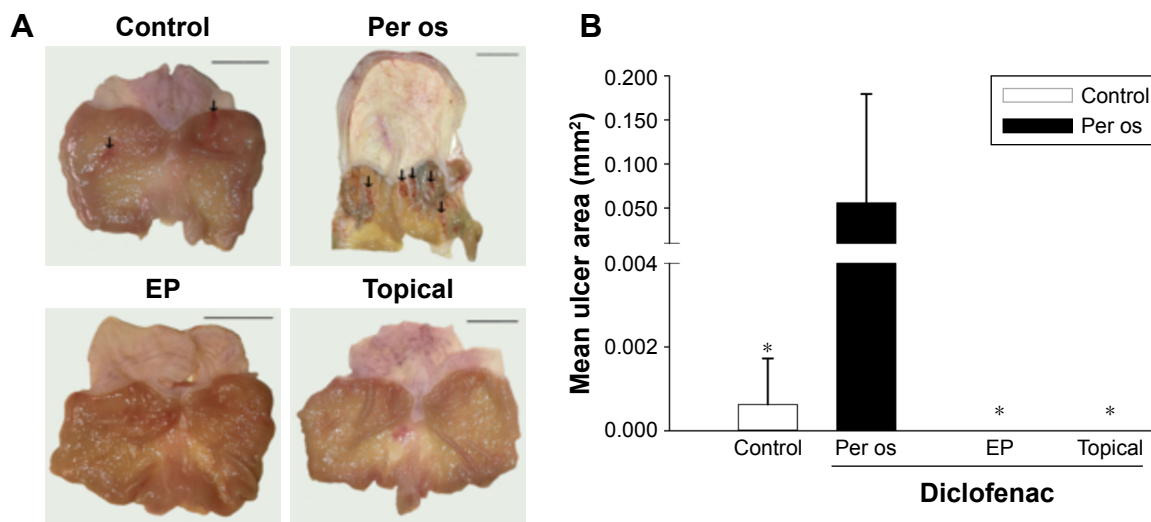 A
Control
Per os
EP
Topical
B
Mean ulcer area (mm²)
0.200
0.150
0.100
0.050
0.004
0.002
0.000
Control
Per os
*
*
*
Control
Per os
EP
Topical
Diclofenac